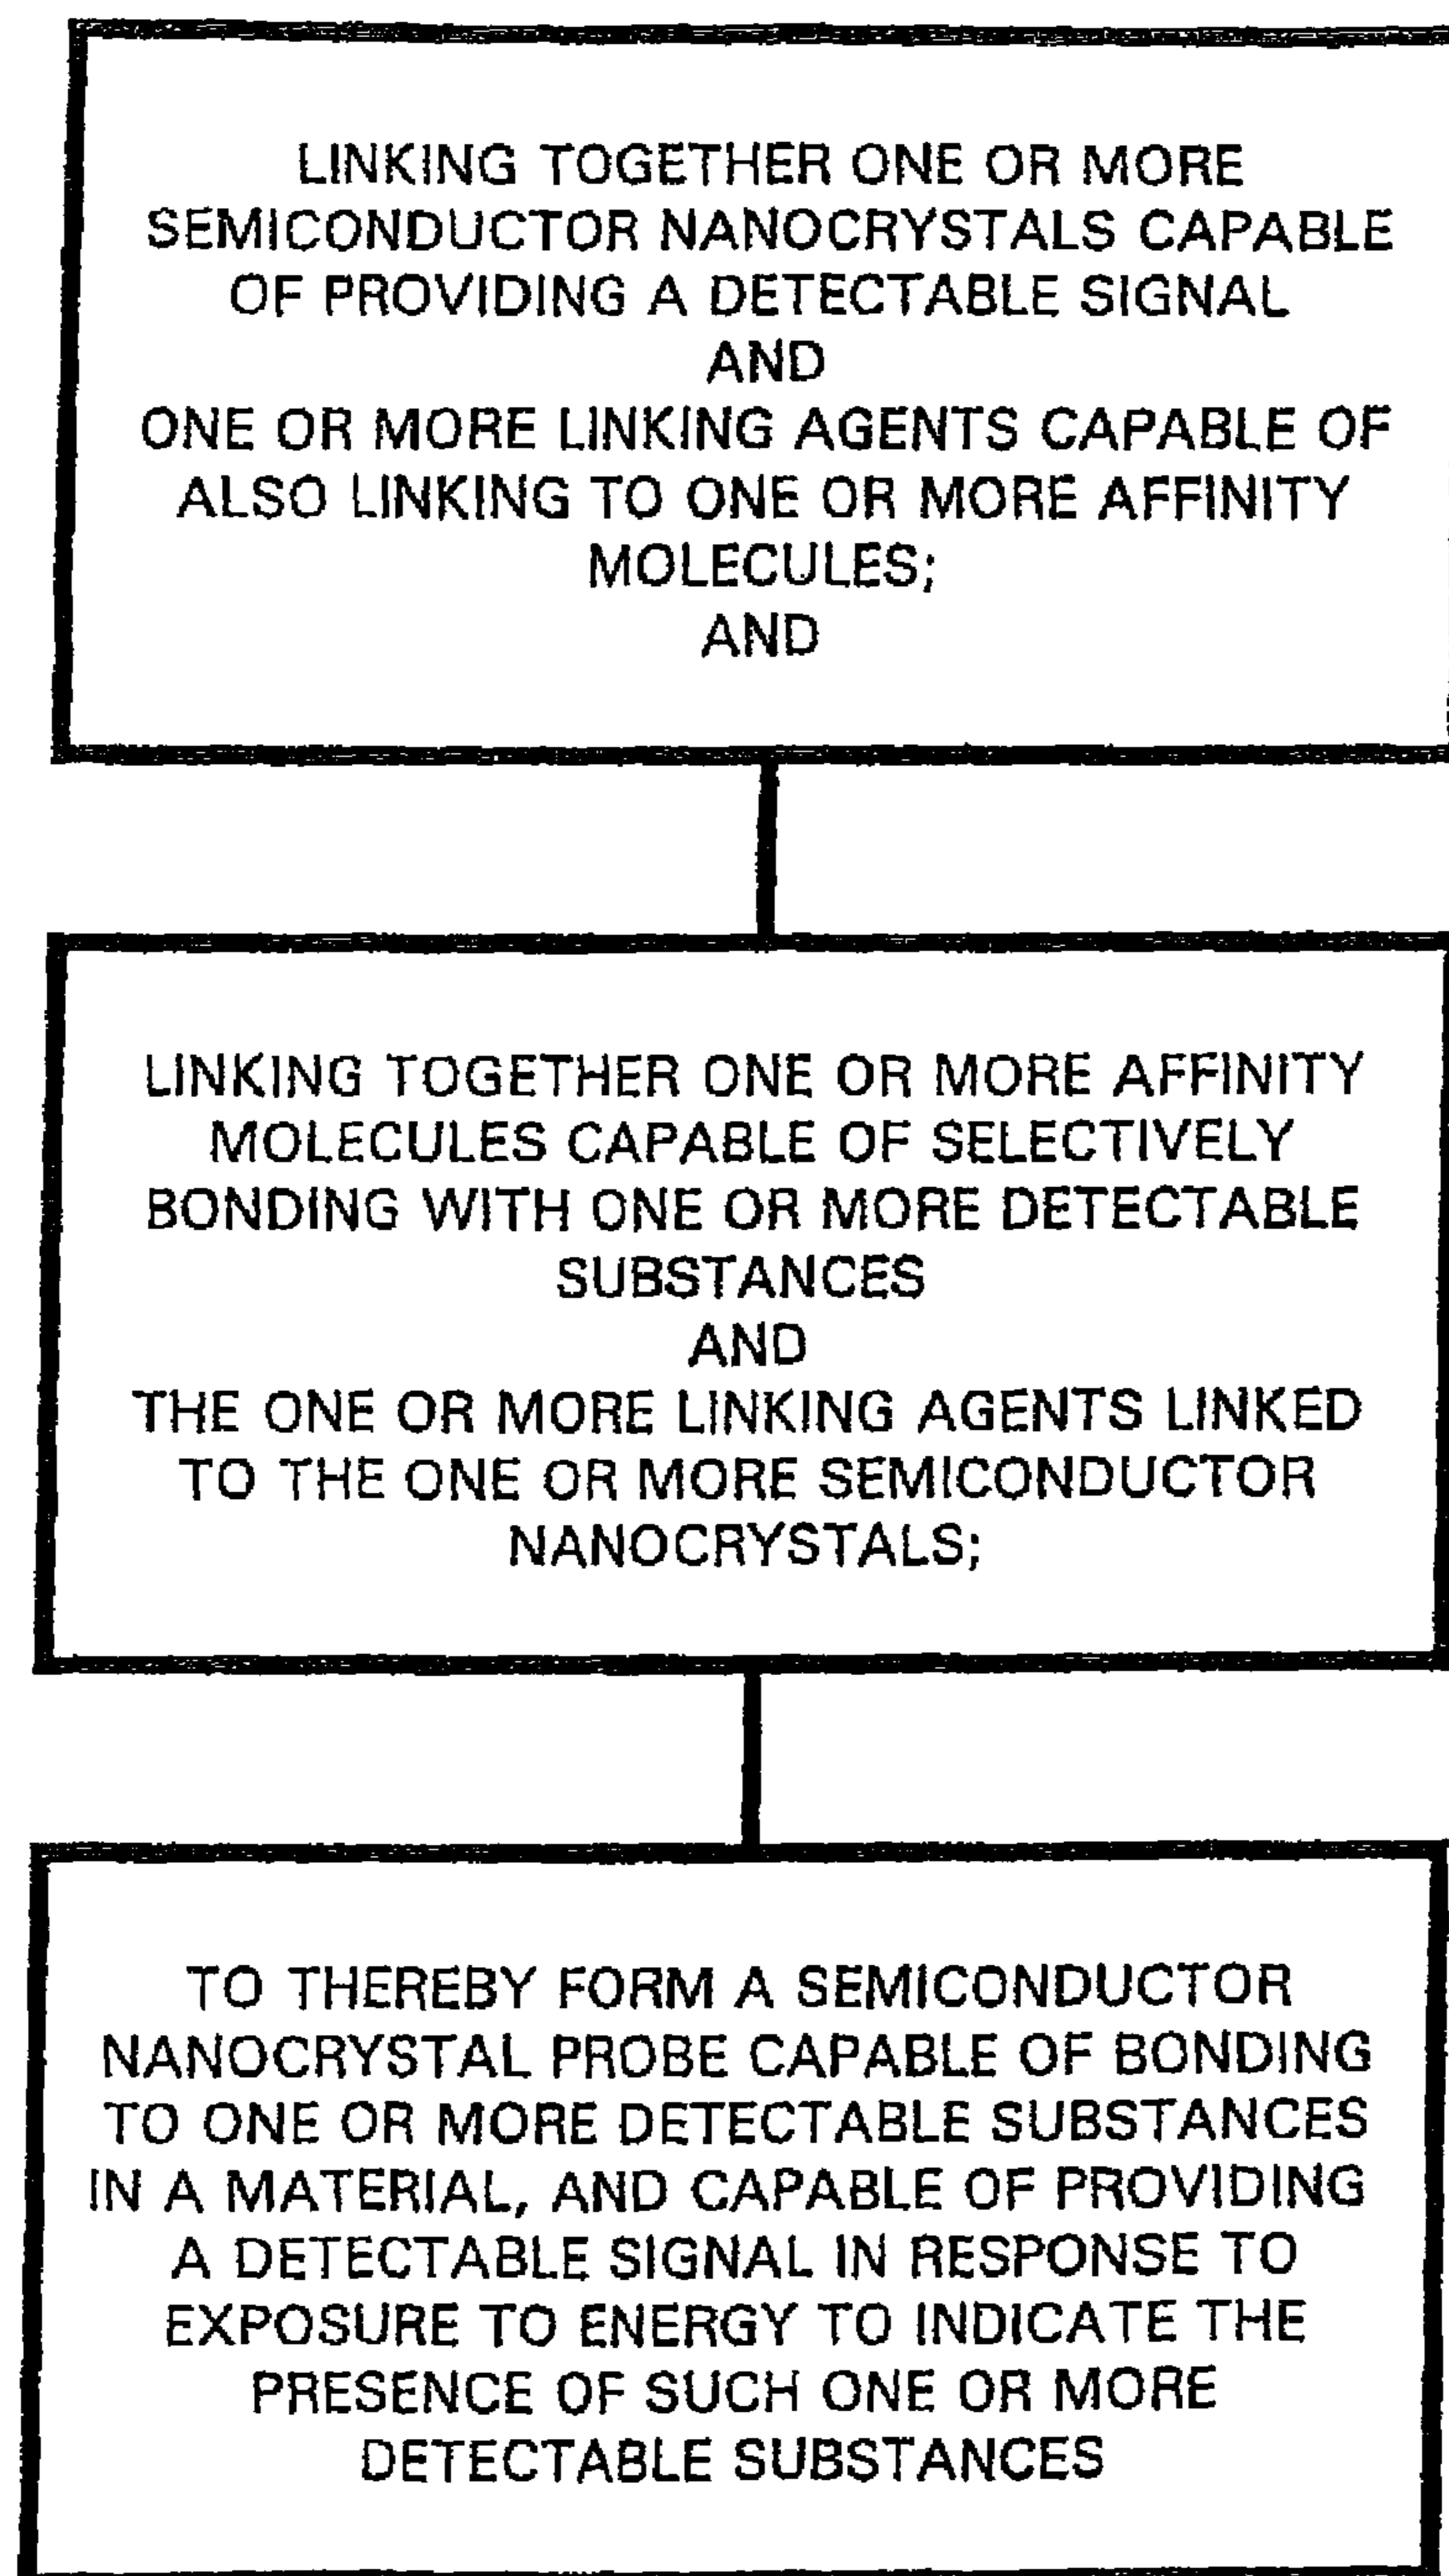 LINKING TOGETHER ONE OR MORE
SEMICONDUCTOR NANOCRYSTALS CAPABLE
OF PROVIDING A DETECTABLE SIGNAL
AND
ONE OR MORE LINKING AGENTS CAPABLE OF
ALSO LINKING TO ONE OR MORE AFFINITY
MOLECULES;
AND
LINKING TOGETHER ONE OR MORE AFFINITY
MOLECULES CAPABLE OF SELECTIVELY
BONDING WITH ONE OR MORE DETECTABLE
SUBSTANCES
AND
THE ONE OR MORE LINKING AGENTS LINKED
TO THE ONE OR MORE SEMICONDUCTOR
NANOCRYSTALS;
TO THEREBY FORM A SEMICONDUCTOR
NANOCRYSTAL PROBE CAPABLE OF BONDING
TO ONE OR MORE DETECTABLE SUBSTANCES
IN A MATERIAL, AND CAPABLE OF PROVIDING
A DETECTABLE SIGNAL IN RESPONSE TO
EXPOSURE TO ENERGY TO INDICATE THE
PRESENCE OF SUCH ONE OR MORE
DETECTABLE SUBSTANCES